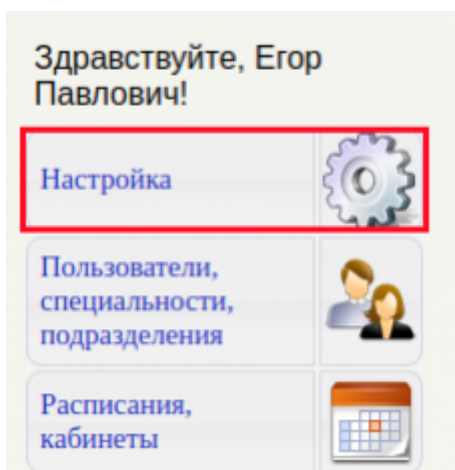 Здравствуйте, Егор
Павлович!
Настройка
Пользователи,
специальности,
подразделения
Расписания,
кабинеты